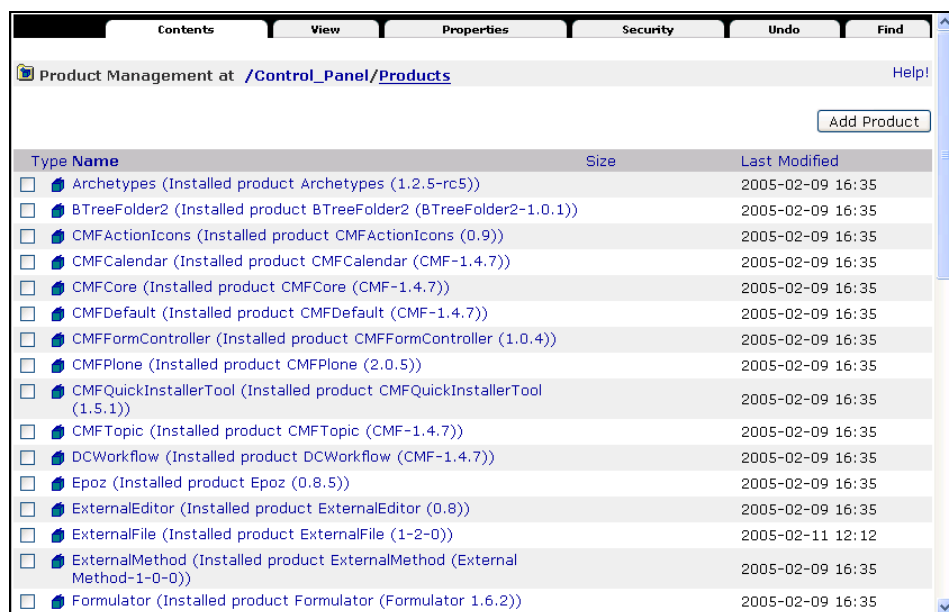 Contents View Properties Security Undo Find
Product Management at /Control_Panel/Products Help!
Add Product
Type Name Size Last Modified
Archetypes (Installed product Archetypes (1.2.5-rc5)) 2005-02-09 16:35
BTreeFolder2 (Installed product BTreeFolder2 (BTreeFolder2-1.0.1)) 2005-02-09 16:35
CMFActionIcons (Installed product CMFActionIcons (0.9)) 2005-02-09 16:35
CMFCalendar (Installed product CMFCalendar (CMF-1.4.7)) 2005-02-09 16:35
CMFCore (Installed product CMFCore (CMF-1.4.7)) 2005-02-09 16:35
CMFDefault (Installed product CMFDefault (CMF-1.4.7)) 2005-02-09 16:35
CMFFormController (Installed product CMFFormController (1.0.4)) 2005-02-09 16:35
CMFPlone (Installed product CMFPlone (2.0.5)) 2005-02-09 16:35
CMFQuickInstallerTool (Installed product CMFQuickInstallerTool
(1.5.1)) 2005-02-09 16:35
CMFTopic (Installed product CMFTopic (CMF-1.4.7)) 2005-02-09 16:35
DCWorkflow (Installed product DCWorkflow (CMF-1.4.7)) 2005-02-09 16:35
Epoz (Installed product Epoz (0.8.5)) 2005-02-09 16:35
ExternalEditor (Installed product ExternalEditor (0.8)) 2005-02-09 16:35
ExternalFile (Installed product ExternalFile (1-2-0)) 2005-02-11 12:12
ExternalMethod (Installed product ExternalMethod (External
Method-1-0-0)) 2005-02-09 16:35
Formulator (Installed product Formulator (Formulator 1.6.2)) 2005-02-09 16:35